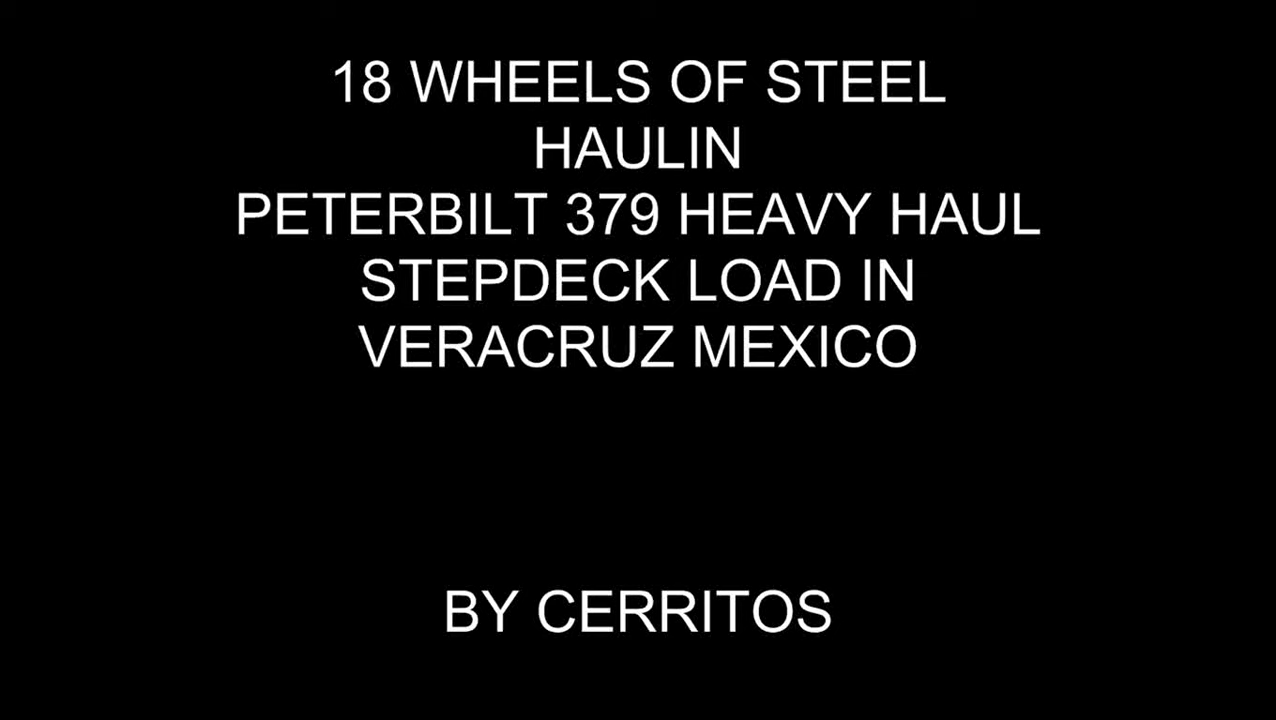 18 WHEELS OF STEEL
HAULIN
PETERBILT 379 HEAVY HAUL
STEPDECK LOAD IN
VERACRUZ MEXICO
BY CERRITOS